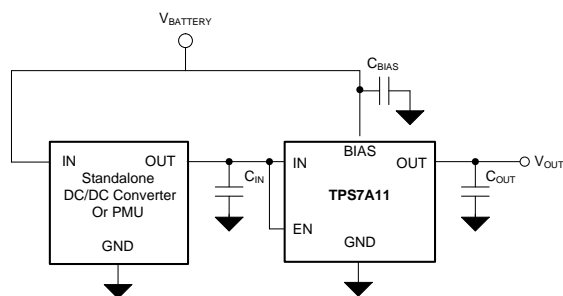 VBATTERY
CBIAS
IN OUT
Standalone
DC/DC Converter
Or PMU
GND
CIN
IN BIAS OUT
TPS7A11
EN
GND
VOUT
COUT